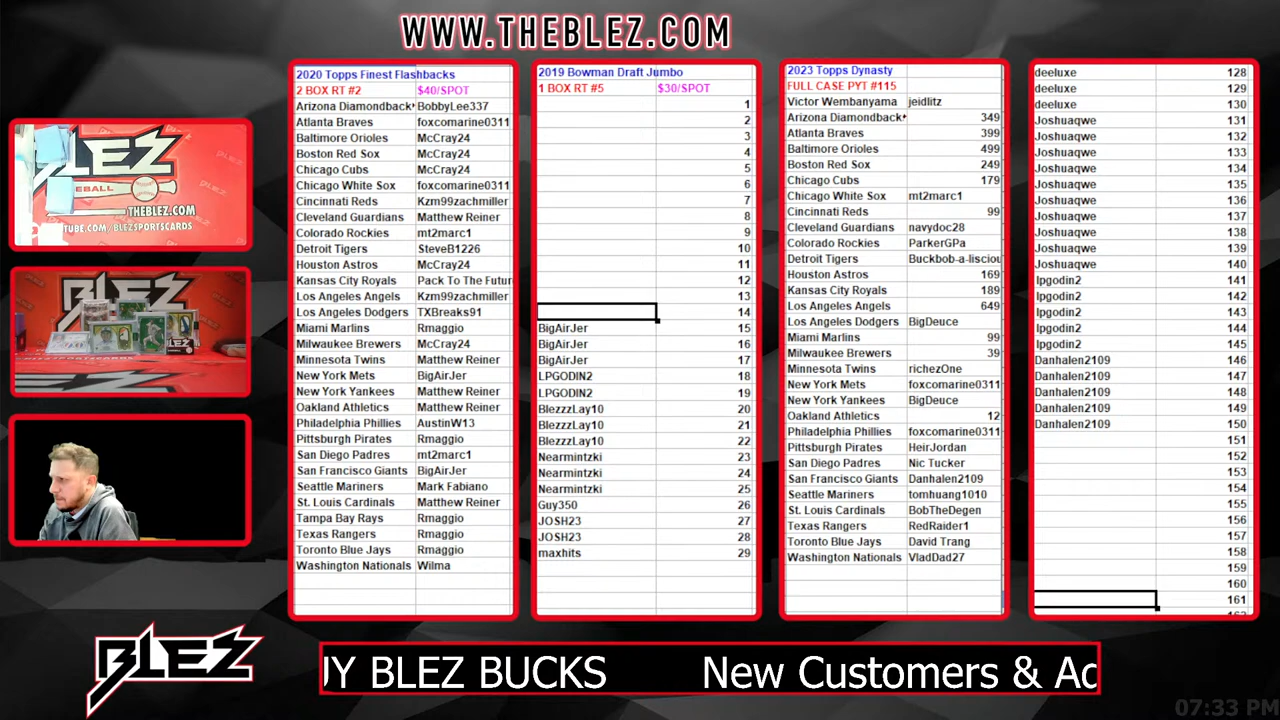 WWW.THEBLEZ.COM
BLEZ
BASEBALL
THEBLEZ.COM
TUBE.COM/BLEZSPORTSCARDS
BLEZ
2020 Topps Finest Flashbacks
2 BOX RT #2 $40/SPOT
Arizona Diamondback BobbyLee337
Atlanta Braves foxcomarine0311
Baltimore Orioles McCray24
Boston Red Sox McCray24
Chicago Cubs McCray24
Chicago White Sox foxcomarine0311
Cincinnati Reds Kzm99zachmiller
Cleveland Guardians Matthew Reiner
Colorado Rockies mt2marc1
Detroit Tigers SteveB1226
Houston Astros McCray24
Kansas City Royals Pack To The Futur
Los Angeles Angels Kzm99zachmiller
Los Angeles Dodgers TXBreaks91
Miami Marlins Rmaggio
Milwaukee Brewers McCray24
Minnesota Twins Matthew Reiner
New York Mets BigAirJer
New York Yankees Matthew Reiner
Oakland Athletics Matthew Reiner
Philadelphia Phillies AustinW13
Pittsburgh Pirates Rmaggio
San Diego Padres mt2marc1
San Francisco Giants BigAirJer
Seattle Mariners Mark Fabiano
St. Louis Cardinals Matthew Reiner
Tampa Bay Rays Rmaggio
Texas Rangers Rmaggio
Toronto Blue Jays Rmaggio
Washington Nationals Wilma
2019 Bowman Draft Jumbo
1 BOX RT #5 $30/SPOT
1
2
3
4
5
6
7
8
9
10
11
12
13
14
BigAirJer 15
BigAirJer 16
BigAirJer 17
LPGODIN2 18
LPGODIN2 19
BlezzzLay10 20
BlezzzLay10 21
BlezzzLay10 22
Nearmintzki 23
Nearmintzki 24
Nearmintzki 25
Guy350 26
JOSH23 27
JOSH23 28
maxhits 29
2023 Topps Dynasty
FULL CASE PYT #115
Victor Wembanyama jeidlitz
Arizona Diamondback 349
Atlanta Braves 399
Baltimore Orioles 499
Boston Red Sox 249
Chicago Cubs 179
Chicago White Sox mt2marc1
Cincinnati Reds 99
Cleveland Guardians navydoc28
Colorado Rockies ParkerGPa
Detroit Tigers Buckbob-a-lisciou
Houston Astros 169
Kansas City Royals 189
Los Angeles Angels 649
Los Angeles Dodgers BigDeuce
Miami Marlins 99
Milwaukee Brewers 39
Minnesota Twins richezOne
New York Mets foxcomarine0311
New York Yankees BigDeuce
Oakland Athletics 12
Philadelphia Phillies foxcomarine0311
Pittsburgh Pirates HeirJordan
San Diego Padres Nic Tucker
San Francisco Giants Danhalen2109
Seattle Mariners tomhuang1010
St. Louis Cardinals BobTheDegen
Texas Rangers RedRaider1
Toronto Blue Jays David Trang
Washington Nationals VladDad27
deeluxe 128
deeluxe 129
deeluxe 130
Joshuaqwe 131
Joshuaqwe 132
Joshuaqwe 133
Joshuaqwe 134
Joshuaqwe 135
Joshuaqwe 136
Joshuaqwe 137
Joshuaqwe 138
Joshuaqwe 139
Joshuaqwe 140
lpgodin2 141
lpgodin2 142
lpgodin2 143
lpgodin2 144
lpgodin2 145
Danhalen2109 146
Danhalen2109 147
Danhalen2109 148
Danhalen2109 149
Danhalen2109 150
151
152
153
154
155
156
157
158
159
160
161
BLEZ
UY BLEZ BUCKS New Customers & Ac
07:33 PM